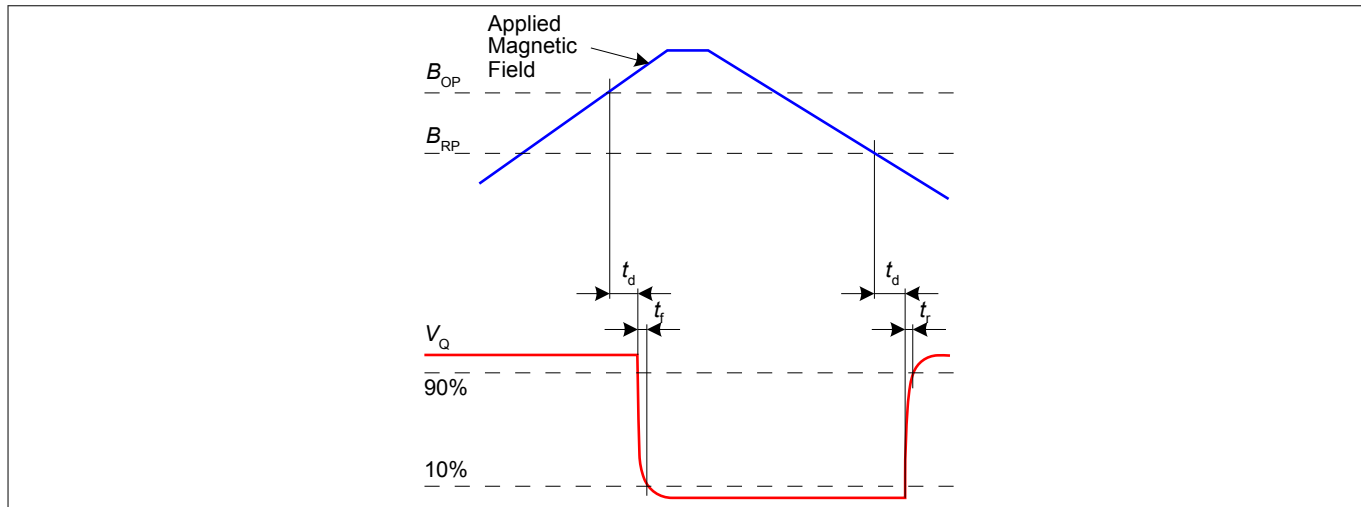 Applied
Magnetic
Field
BOP
BRP
td
td
tf
tr
VQ
90%
10%